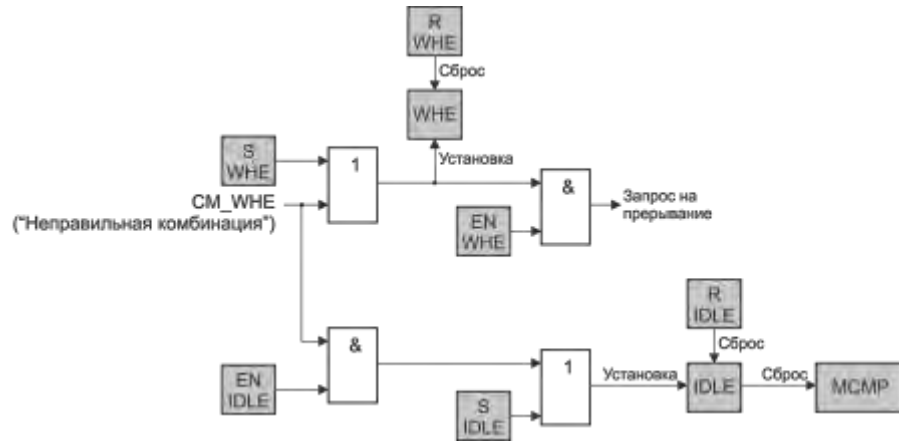 R
WHE
Сброс
WHE
S
WHE
1
Установка
&
CM_WHE
("Неправильная комбинация")
Запрос на
прерывание
EN
WHE
R
IDLE
&
Сброс
1
EN
IDLE
Установка
IDLE
Сброс
MCMP
S
IDLE